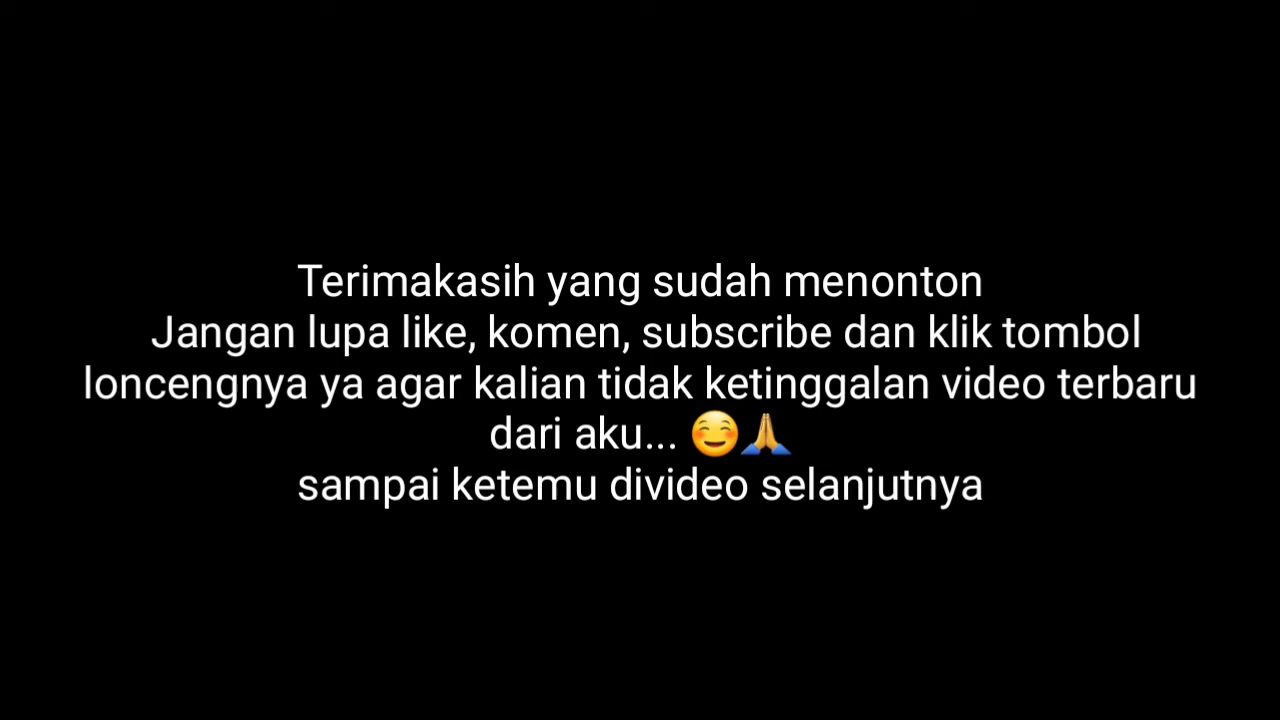 Terimakasih yang sudah menonton
Jangan lupa like, komen, subscribe dan klik tombol
loncengnya ya agar kalian tidak ketinggalan video terbaru
dari aku... ☺️🙏
sampai ketemu divideo selanjutnya